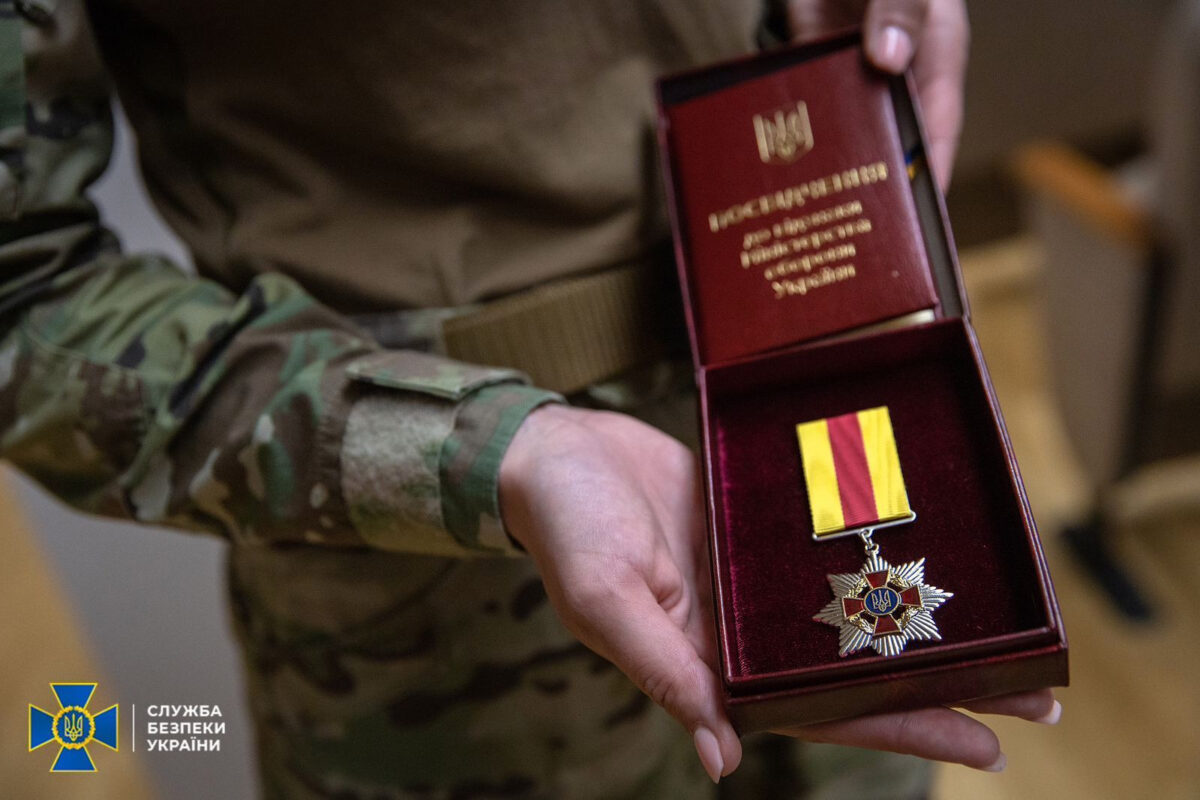 ПОСВІДЧЕННЯ
до відзнаки
Міністерства
оборони
України
СЛУЖБА
БЕЗПЕКИ
УКРАЇНИ